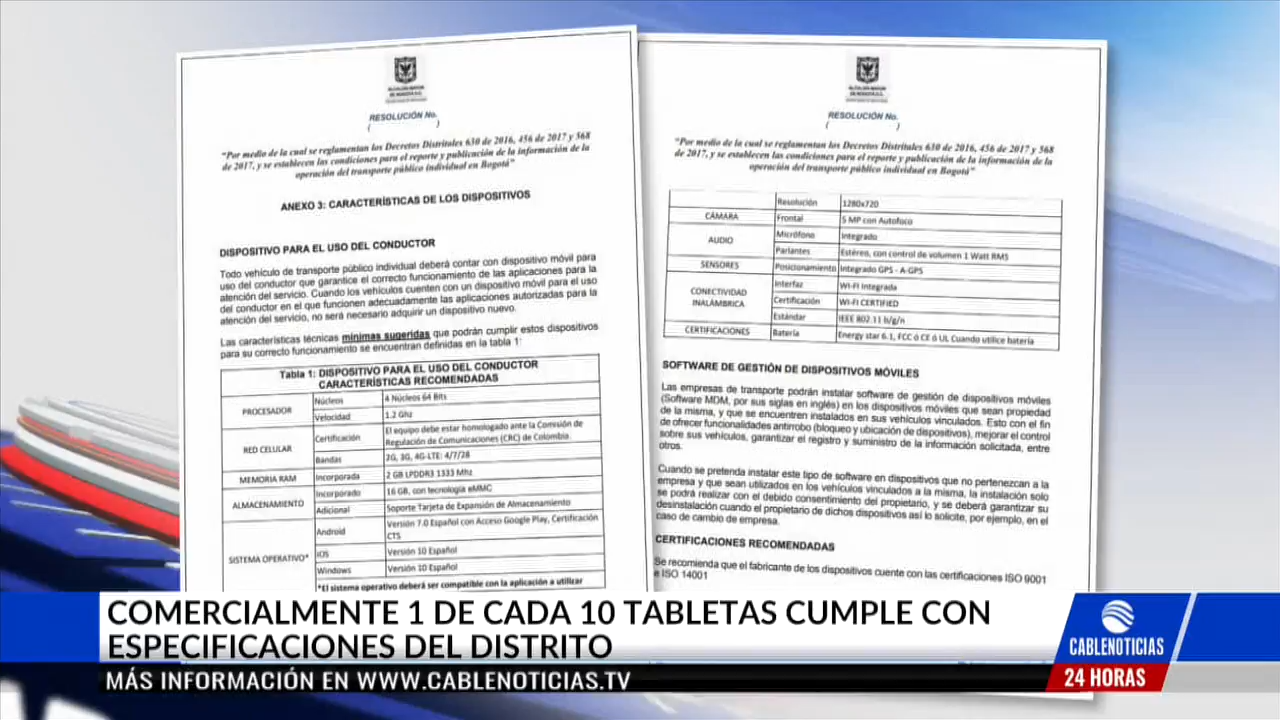 ALCALDÍA MAYOR
DE BOGOTÁ D.C.
RESOLUCIÓN No.
( )
"Por medio de la cual se reglamentan los Decretos Distritales 630 de 2016, 456 de 2017 y 568
de 2017, y se establecen las condiciones para el reporte y publicación de la información de la
operación del transporte público individual en Bogotá"
ANEXO 3: CARACTERÍSTICAS DE LOS DISPOSITIVOS
DISPOSITIVO PARA EL USO DEL CONDUCTOR
Todo vehículo de transporte público individual deberá contar con dispositivo móvil para
uso del conductor que garantice el correcto funcionamiento de las aplicaciones para la
atención del servicio. Cuando los vehículos cuenten con un dispositivo móvil para el uso
del conductor en el que funcionen adecuadamente las aplicaciones autorizadas para la
atención del servicio, no será necesario adquirir un dispositivo nuevo.
Las características técnicas mínimas sugeridas que podrán cumplir estos dispositivos
para su correcto funcionamiento se encuentran definidas en la tabla 1:
Tabla 1: DISPOSITIVO PARA EL USO DEL CONDUCTOR
CARACTERÍSTICAS RECOMENDADAS
PROCESADOR Núcleos 4 Núcleos 64 Bits
Velocidad 1.2 Ghz
RED CELULAR Certificación El equipo debe estar homologado ante la Comisión de
Regulación de Comunicaciones (CRC) de Colombia.
Bandas 2G, 3G, 4G-LTE: 4/7/28
MEMORIA RAM Incorporada 2 GB LPDDR3 1333 Mhz
ALMACENAMIENTO Incorporado 16 GB, con tecnología eMMC
Adicional Soporte Tarjeta de Expansión de Almacenamiento
SISTEMA OPERATIVO* Android Versión 7.0 Español con Acceso Google Play, Certificación
CTS
iOS Versión 10 Español
Windows Versión 10 Español
*El sistema operativo deberá ser compatible con la aplicación a utilizar
ALCALDÍA MAYOR
DE BOGOTÁ D.C.
RESOLUCIÓN No.
( )
"Por medio de la cual se reglamentan los Decretos Distritales 630 de 2016, 456 de 2017 y 568
de 2017, y se establecen las condiciones para el reporte y publicación de la información de la
operación del transporte público individual en Bogotá"
Resolución 1280x720
CÁMARA Frontal 5 MP con Autofoco
AUDIO Micrófono Integrado
Parlantes Estéreo, con control de volumen 1 Watt RMS
SENSORES Posicionamiento Integrado GPS - A-GPS
CONECTIVIDAD INALÁMBRICA Interfaz Wi-Fi Integrada
Certificación Wi-Fi CERTIFIED
Estándar IEEE 802.11 b/g/n
CERTIFICACIONES Batería Energy star 6.1, FCC ó CE ó UL Cuando utilice batería
SOFTWARE DE GESTIÓN DE DISPOSITIVOS MÓVILES
Las empresas de transporte podrán instalar software de gestión de dispositivos móviles
(Software MDM, por sus siglas en inglés) en los dispositivos móviles que sean propiedad
de la misma, y que se encuentren instalados en sus vehículos vinculados. Esto con el fin
de ofrecer funcionalidades antirrobo (bloqueo y ubicación de dispositivos), mejorar el control
sobre sus vehículos, garantizar el registro y suministro de la información solicitada, entre
otros.
Cuando se pretenda instalar este tipo de software en dispositivos que no pertenezcan a la
empresa y que sean utilizados en los vehículos vinculados a la misma, la instalación solo
se podrá realizar con el debido consentimiento del propietario, y se deberá garantizar su
desinstalación cuando el propietario de dichos dispositivos así lo solicite, por ejemplo, en el
caso de cambio de empresa.
CERTIFICACIONES RECOMENDADAS
Se recomienda que el fabricante de los dispositivos cuente con las certificaciones ISO 9001
e ISO 14001
COMERCIALMENTE 1 DE CADA 10 TABLETAS CUMPLE CON
ESPECIFICACIONES DEL DISTRITO
MÁS INFORMACIÓN EN WWW.CABLENOTICIAS.TV
CABLENOTICIAS
24 HORAS